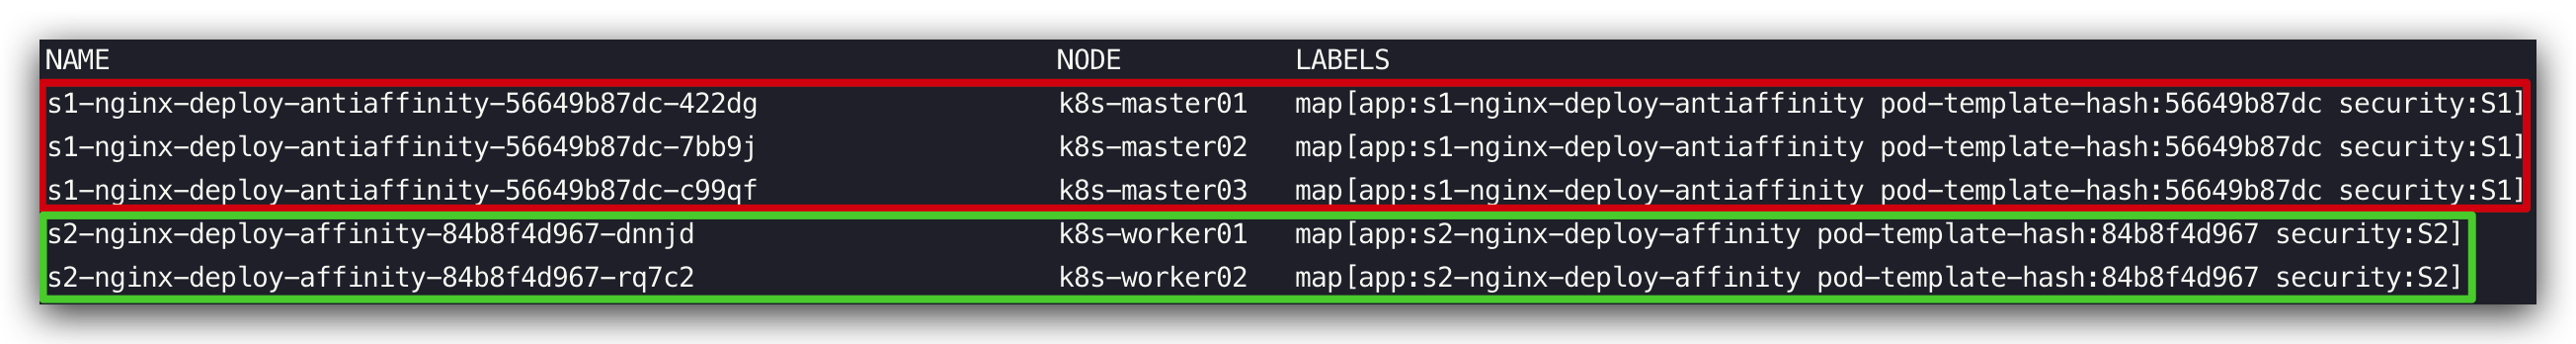 NAME NODE LABELS
s1-nginx-deploy-antiaffinity-56649b87dc-422dg k8s-master01 map[app:s1-nginx-deploy-antiaffinity pod-template-hash:56649b87dc security:S1]
s1-nginx-deploy-antiaffinity-56649b87dc-7bb9j k8s-master02 map[app:s1-nginx-deploy-antiaffinity pod-template-hash:56649b87dc security:S1]
s1-nginx-deploy-antiaffinity-56649b87dc-c99qf k8s-master03 map[app:s1-nginx-deploy-antiaffinity pod-template-hash:56649b87dc security:S1]
s2-nginx-deploy-affinity-84b8f4d967-dnnjd k8s-worker01 map[app:s2-nginx-deploy-affinity pod-template-hash:84b8f4d967 security:S2]
s2-nginx-deploy-affinity-84b8f4d967-rq7c2 k8s-worker02 map[app:s2-nginx-deploy-affinity pod-template-hash:84b8f4d967 security:S2]